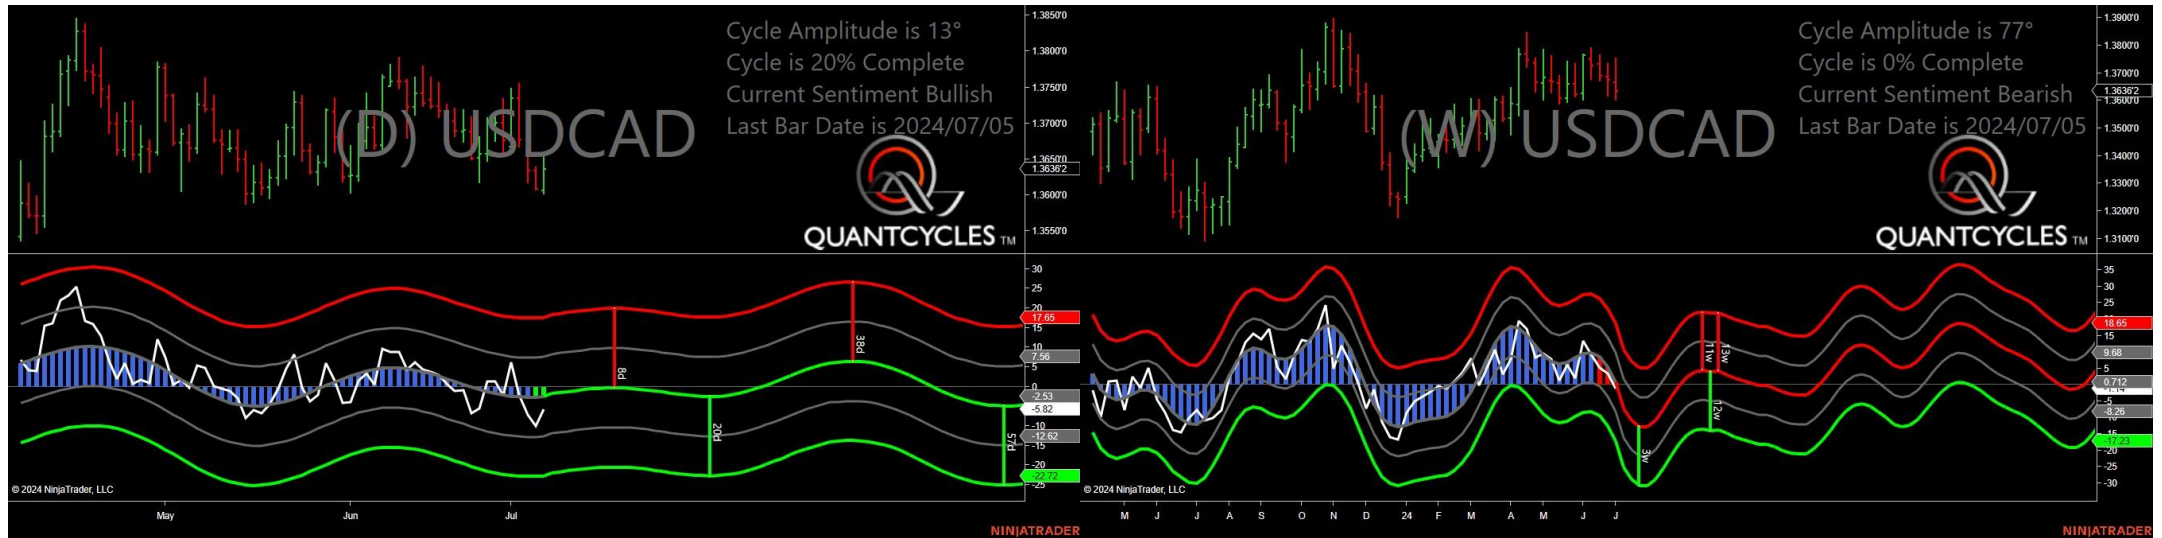 Cycle Amplitude is 13°
Cycle is 20% Complete
Current Sentiment Bullish
Last Bar Date is 2024/07/05
(D) USDCAD
QUANTCYCLES TM
1.3850'0
1.3800'0
1.3750'0
1.3700'0
1.3650'0
1.3636'2
1.3600'0
1.3550'0
30
25
20
17.65
15
10
7.56
5
0
-2.53
-5.82
-10
-12.62
-15
-20
-22.72
-25
8d
20d
38d
57d
© 2024 NinjaTrader, LLC
May
Jun
Jul
NINJATRADER
Cycle Amplitude is 77°
Cycle is 0% Complete
Current Sentiment Bearish
Last Bar Date is 2024/07/05
(W) USDCAD
QUANTCYCLES TM
1.3900'0
1.3800'0
1.3700'0
1.3636'2
1.3600'0
1.3500'0
1.3400'0
1.3300'0
1.3200'0
1.3100'0
35
30
25
18.65
15
9.68
5
0.712
-5
-8.26
-17.23
-20
-25
-30
3w
11w
13w
12w
© 2024 NinjaTrader, LLC
M
J
J
A
S
O
N
D
24
F
M
A
M
J
J
NINJATRADER